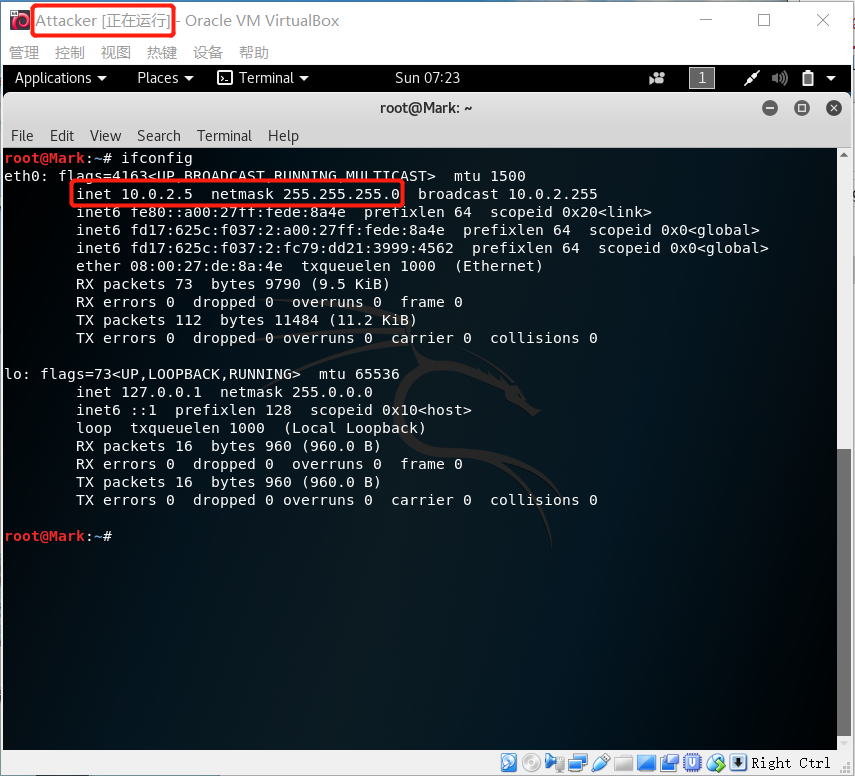 Attacker [正在运行] - Oracle VM VirtualBox
管理 控制 视图 热键 设备 帮助
Applications Places Terminal Sun 07:23 1
root@Mark: ~
File Edit View Search Terminal Help
root@Mark:~# ifconfig
eth0: flags=4163<UP,BROADCAST,RUNNING,MULTICAST>  mtu 1500
        inet 10.0.2.5  netmask 255.255.255.0  broadcast 10.0.2.255
        inet6 fe80::a00:27ff:fede:8a4e  prefixlen 64  scopeid 0x20<link>
        inet6 fd17:625c:f037:2:a00:27ff:fede:8a4e  prefixlen 64  scopeid 0x0<global>
        inet6 fd17:625c:f037:2:fc79:dd21:3999:4562  prefixlen 64  scopeid 0x0<global>
        ether 08:00:27:de:8a:4e  txqueuelen 1000  (Ethernet)
        RX packets 73  bytes 9790 (9.5 KiB)
        RX errors 0  dropped 0  overruns 0  frame 0
        TX packets 112  bytes 11484 (11.2 KiB)
        TX errors 0  dropped 0 overruns 0  carrier 0  collisions 0
lo: flags=73<UP,LOOPBACK,RUNNING>  mtu 65536
        inet 127.0.0.1  netmask 255.0.0.0
        inet6 ::1  prefixlen 128  scopeid 0x10<host>
        loop  txqueuelen 1000  (Local Loopback)
        RX packets 16  bytes 960 (960.0 B)
        RX errors 0  dropped 0  overruns 0  frame 0
        TX packets 16  bytes 960 (960.0 B)
        TX errors 0  dropped 0 overruns 0  carrier 0  collisions 0
root@Mark:~#
Right Ctrl